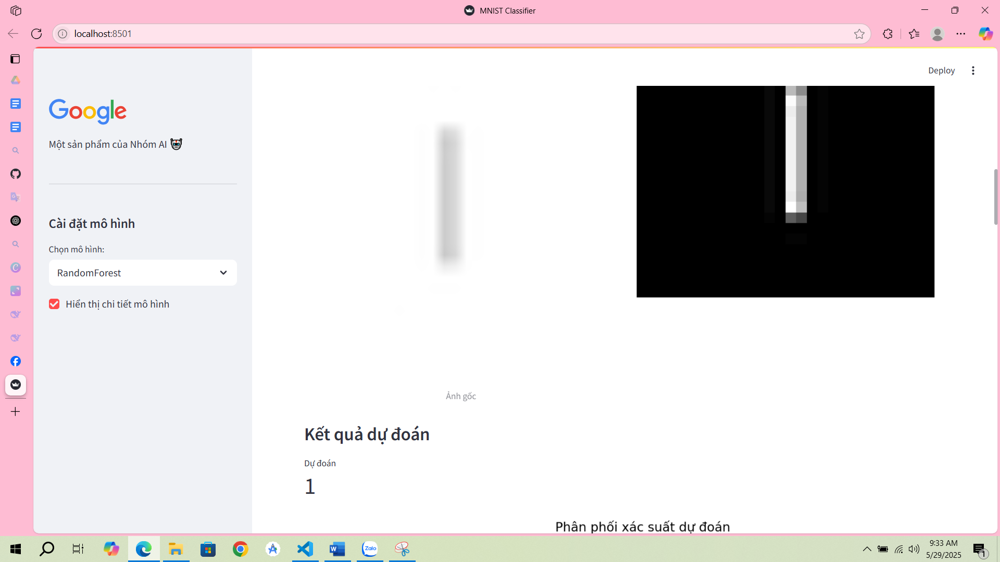 MNIST Classifier
localhost:8501
Deploy
Google
Một sản phẩm của Nhóm AI
Cài đặt mô hình
Chọn mô hình:
RandomForest
Hiển thị chi tiết mô hình
Ảnh gốc
Kết quả dự đoán
Dự đoán
1
Phân phối xác suất dự đoán
Zalo
9:33 AM
5/29/2025
1